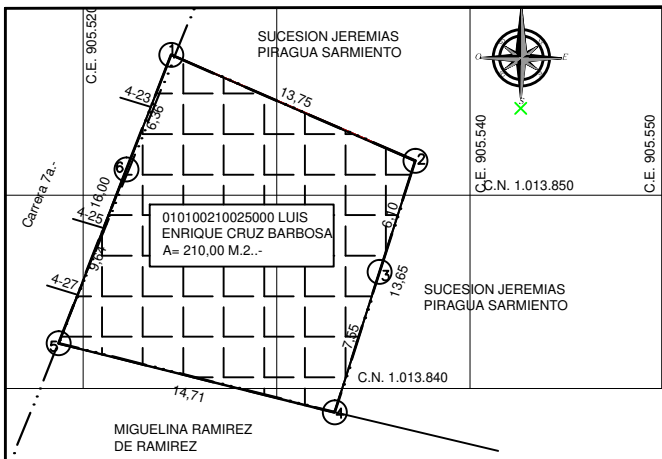 C.E. 905.520
SUCESION JEREMIAS
PIRAGUA SARMIENTO
O
E
S
1
13,75
4-23
6,36
2
C.E. 905.540
C.E. 905.550
C.N. 1.013.850
6
Carrera 7a.-
16,00
4-25
9,64
6,10
010100210025000 LUIS
ENRIQUE CRUZ BARBOSA
A= 210,00 M.2..-
3
13,65
SUCESION JEREMIAS
PIRAGUA SARMIENTO
4-27
7,55
5
C.N. 1.013.840
14,71
4
MIGUELINA RAMIREZ
DE RAMIREZ